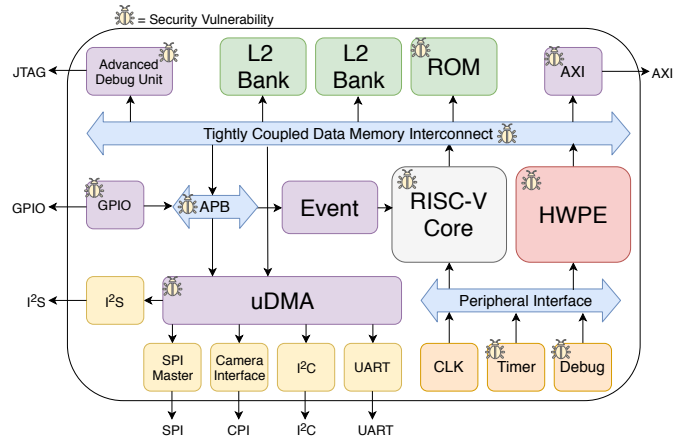 = Security Vulnerability
JTAG
Advanced
Debug Unit
L2
Bank
L2
Bank
ROM
AXI
AXI
Tightly Coupled Data Memory Interconnect
GPIO
GPIO
APB
Event
RISC-V
Core
HWPE
I²S
I²S
uDMA
Peripheral Interface
SPI
Master
Camera
Interface
I²C
UART
CLK
Timer
Debug
SPI
CPI
I²C
UART